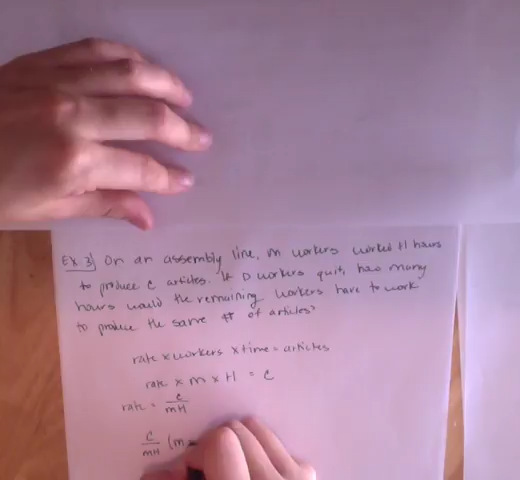 Ex 3) On an assembly line, m workers worked H hours
to produce C articles. If D workers quit, how many
hours would the remaining workers have to work
to produce the same # of articles?
rate x workers x time = articles
rate x m x H = C
rate = C/mH
C/mH (m -